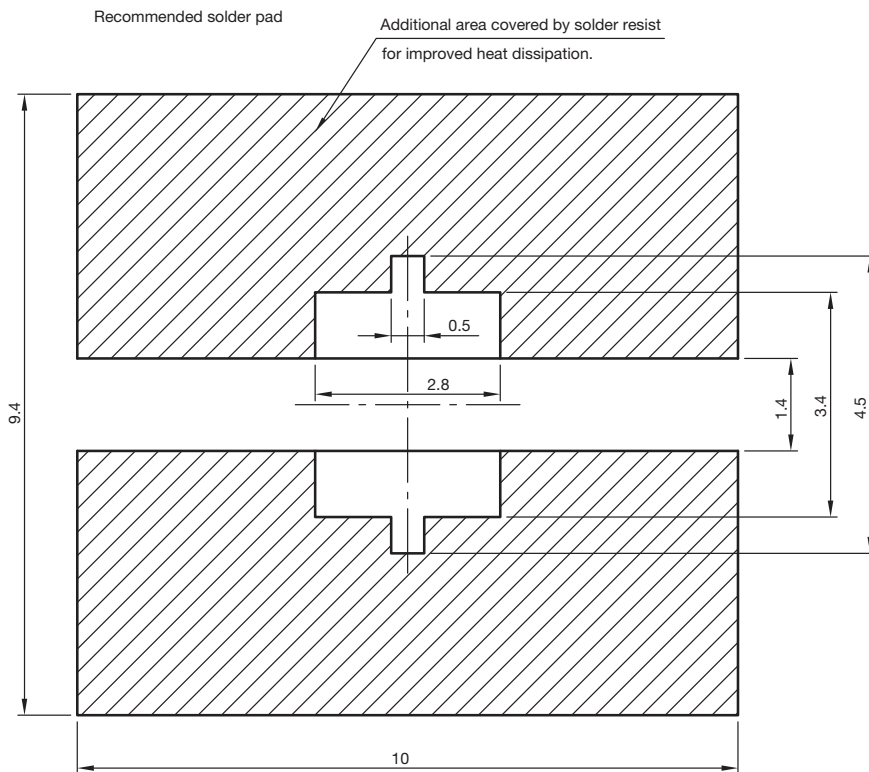 Recommended solder pad
Additional area covered by solder resist
for improved heat dissipation.
0.5
2.8
1.4
3.4
4.5
9.4
10